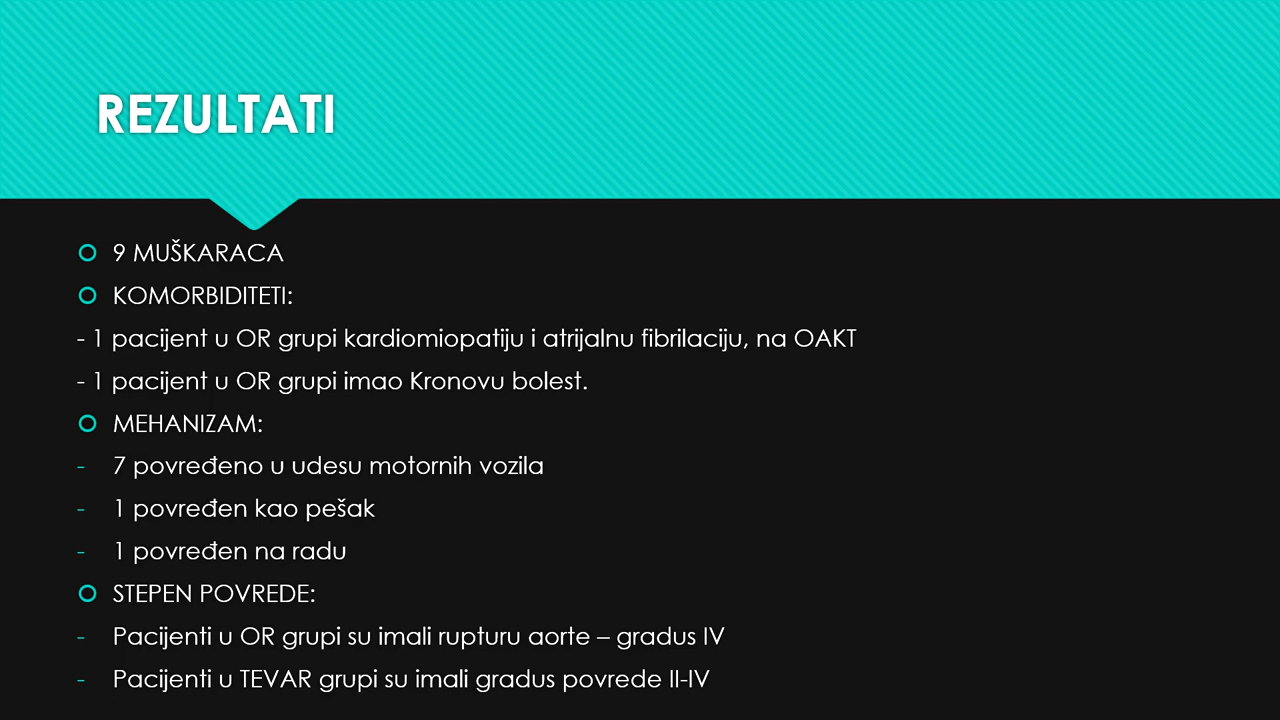 REZULTATI
9 MUŠKARACA
KOMORBIDITETI:
- 1 pacijent u OR grupi kardiomiopatiju i atrijalnu fibrilaciju, na OAKT
- 1 pacijent u OR grupi imao Kronovu bolest.
MEHANIZAM:
- 7 povređeno u udesu motornih vozila
- 1 povređen kao pešak
- 1 povređen na radu
STEPEN POVREDE:
- Pacijenti u OR grupi su imali rupturu aorte – gradus IV
- Pacijenti u TEVAR grupi su imali gradus povrede II-IV